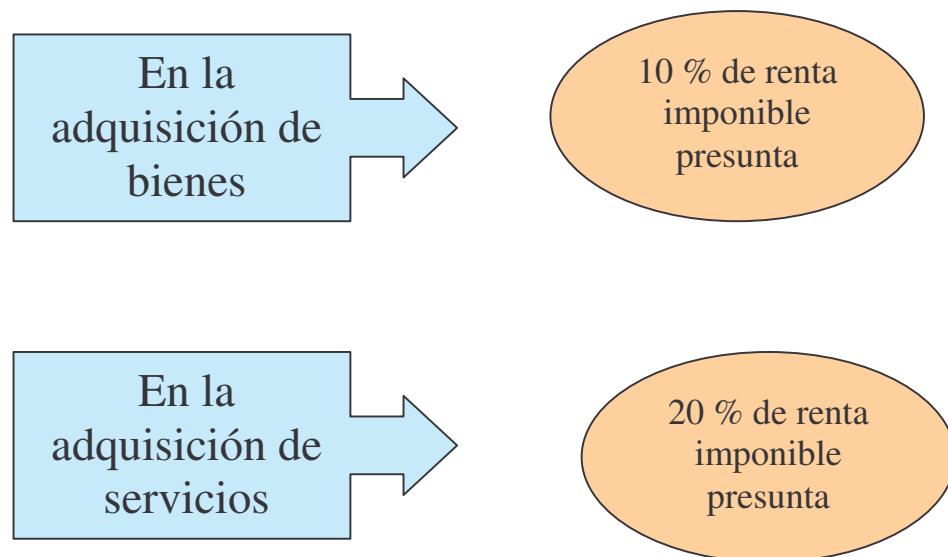 En la
adquisición de
bienes
10 % de renta
imponible
presunta
En la
adquisición de
servicios
20 % de renta
imponible
presunta